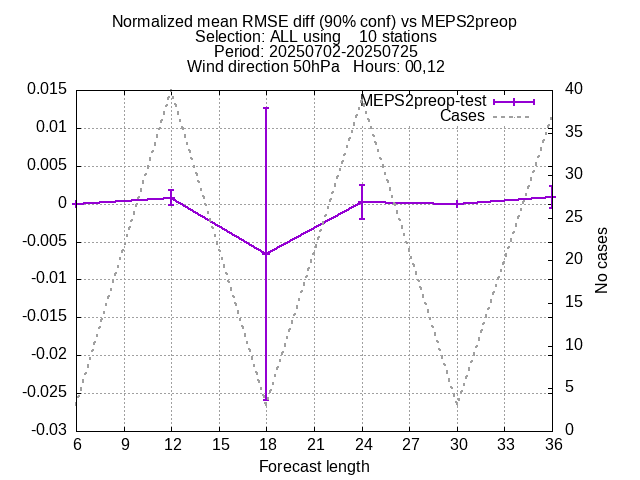 Normalized mean RMSE diff (90% conf) vs MEPS2preop
Selection: ALL using    10 stations
Period: 20250702-20250725
Wind direction 50hPa   Hours: 00,12
MEPS2preop-test
Cases
0.015
0.01
0.005
0
-0.005
-0.01
-0.015
-0.02
-0.025
-0.03
40
35
30
25
20
15
10
5
0
No cases
6 9 12 15 18 21 24 27 30 33 36
Forecast length